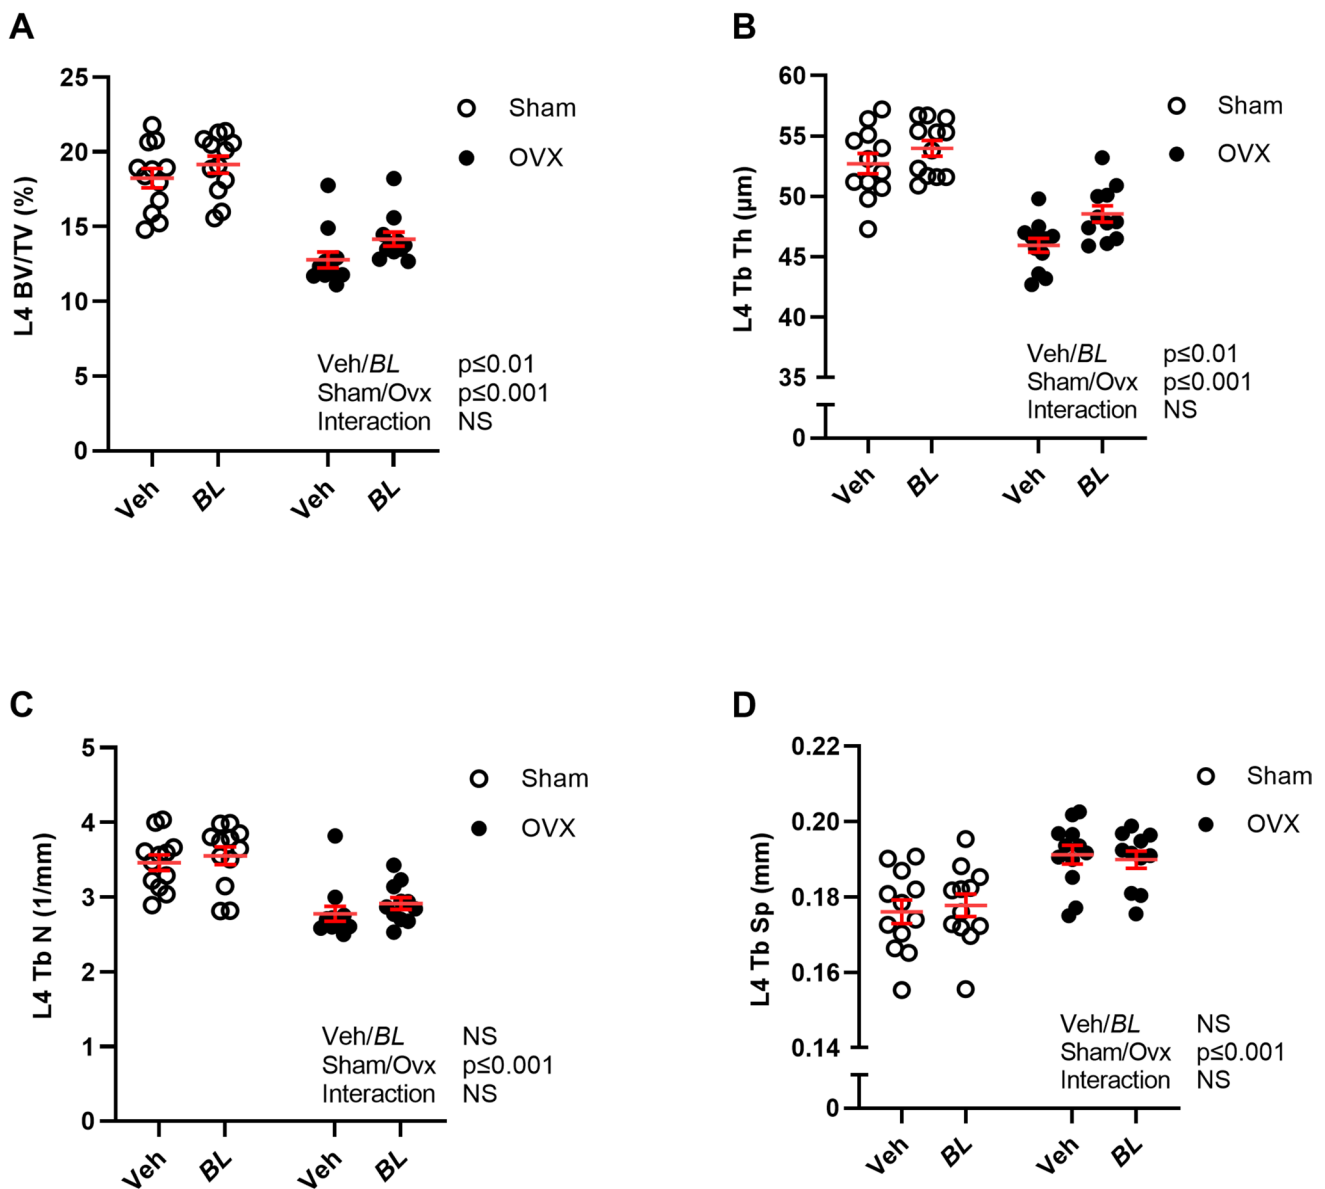 A
25
20
15
10
5
0
L4 BV/TV (%)
Sham
OVX
Veh/BL p≤0.01
Sham/Ovx p≤0.001
Interaction NS
Veh BL Veh BL
B
60
55
50
45
40
35
0
L4 Tb Th (µm)
Sham
OVX
Veh/BL p≤0.01
Sham/Ovx p≤0.001
Interaction NS
Veh BL Veh BL
C
5
4
3
2
1
0
L4 Tb N (1/mm)
Sham
OVX
Veh/BL NS
Sham/Ovx p≤0.001
Interaction NS
Veh BL Veh BL
D
0.22
0.20
0.18
0.16
0.14
0
L4 Tb Sp (mm)
Sham
OVX
Veh/BL NS
Sham/Ovx p≤0.001
Interaction NS
Veh BL Veh BL